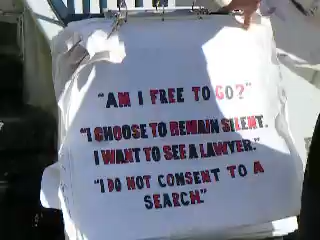 "AM I FREE TO GO?"
"I CHOOSE TO REMAIN SILENT.
I WANT TO SEE A LAWYER."
"I DO NOT CONSENT TO A
SEARCH."